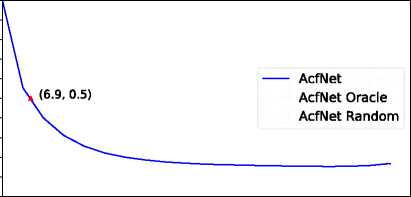 (6.9, 0.5)
AcfNet
AcfNet Oracle
AcfNet Random